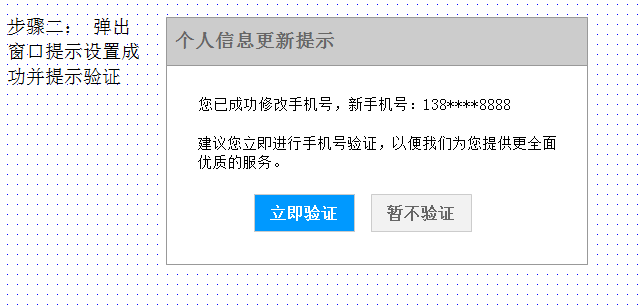 步骤二： 弹出
窗口提示设置成
功并提示验证
个人信息更新提示
您已成功修改手机号，新手机号：138****8888
建议您立即进行手机号验证，以便我们为您提供更全面
优质的服务。
立即验证
暂不验证